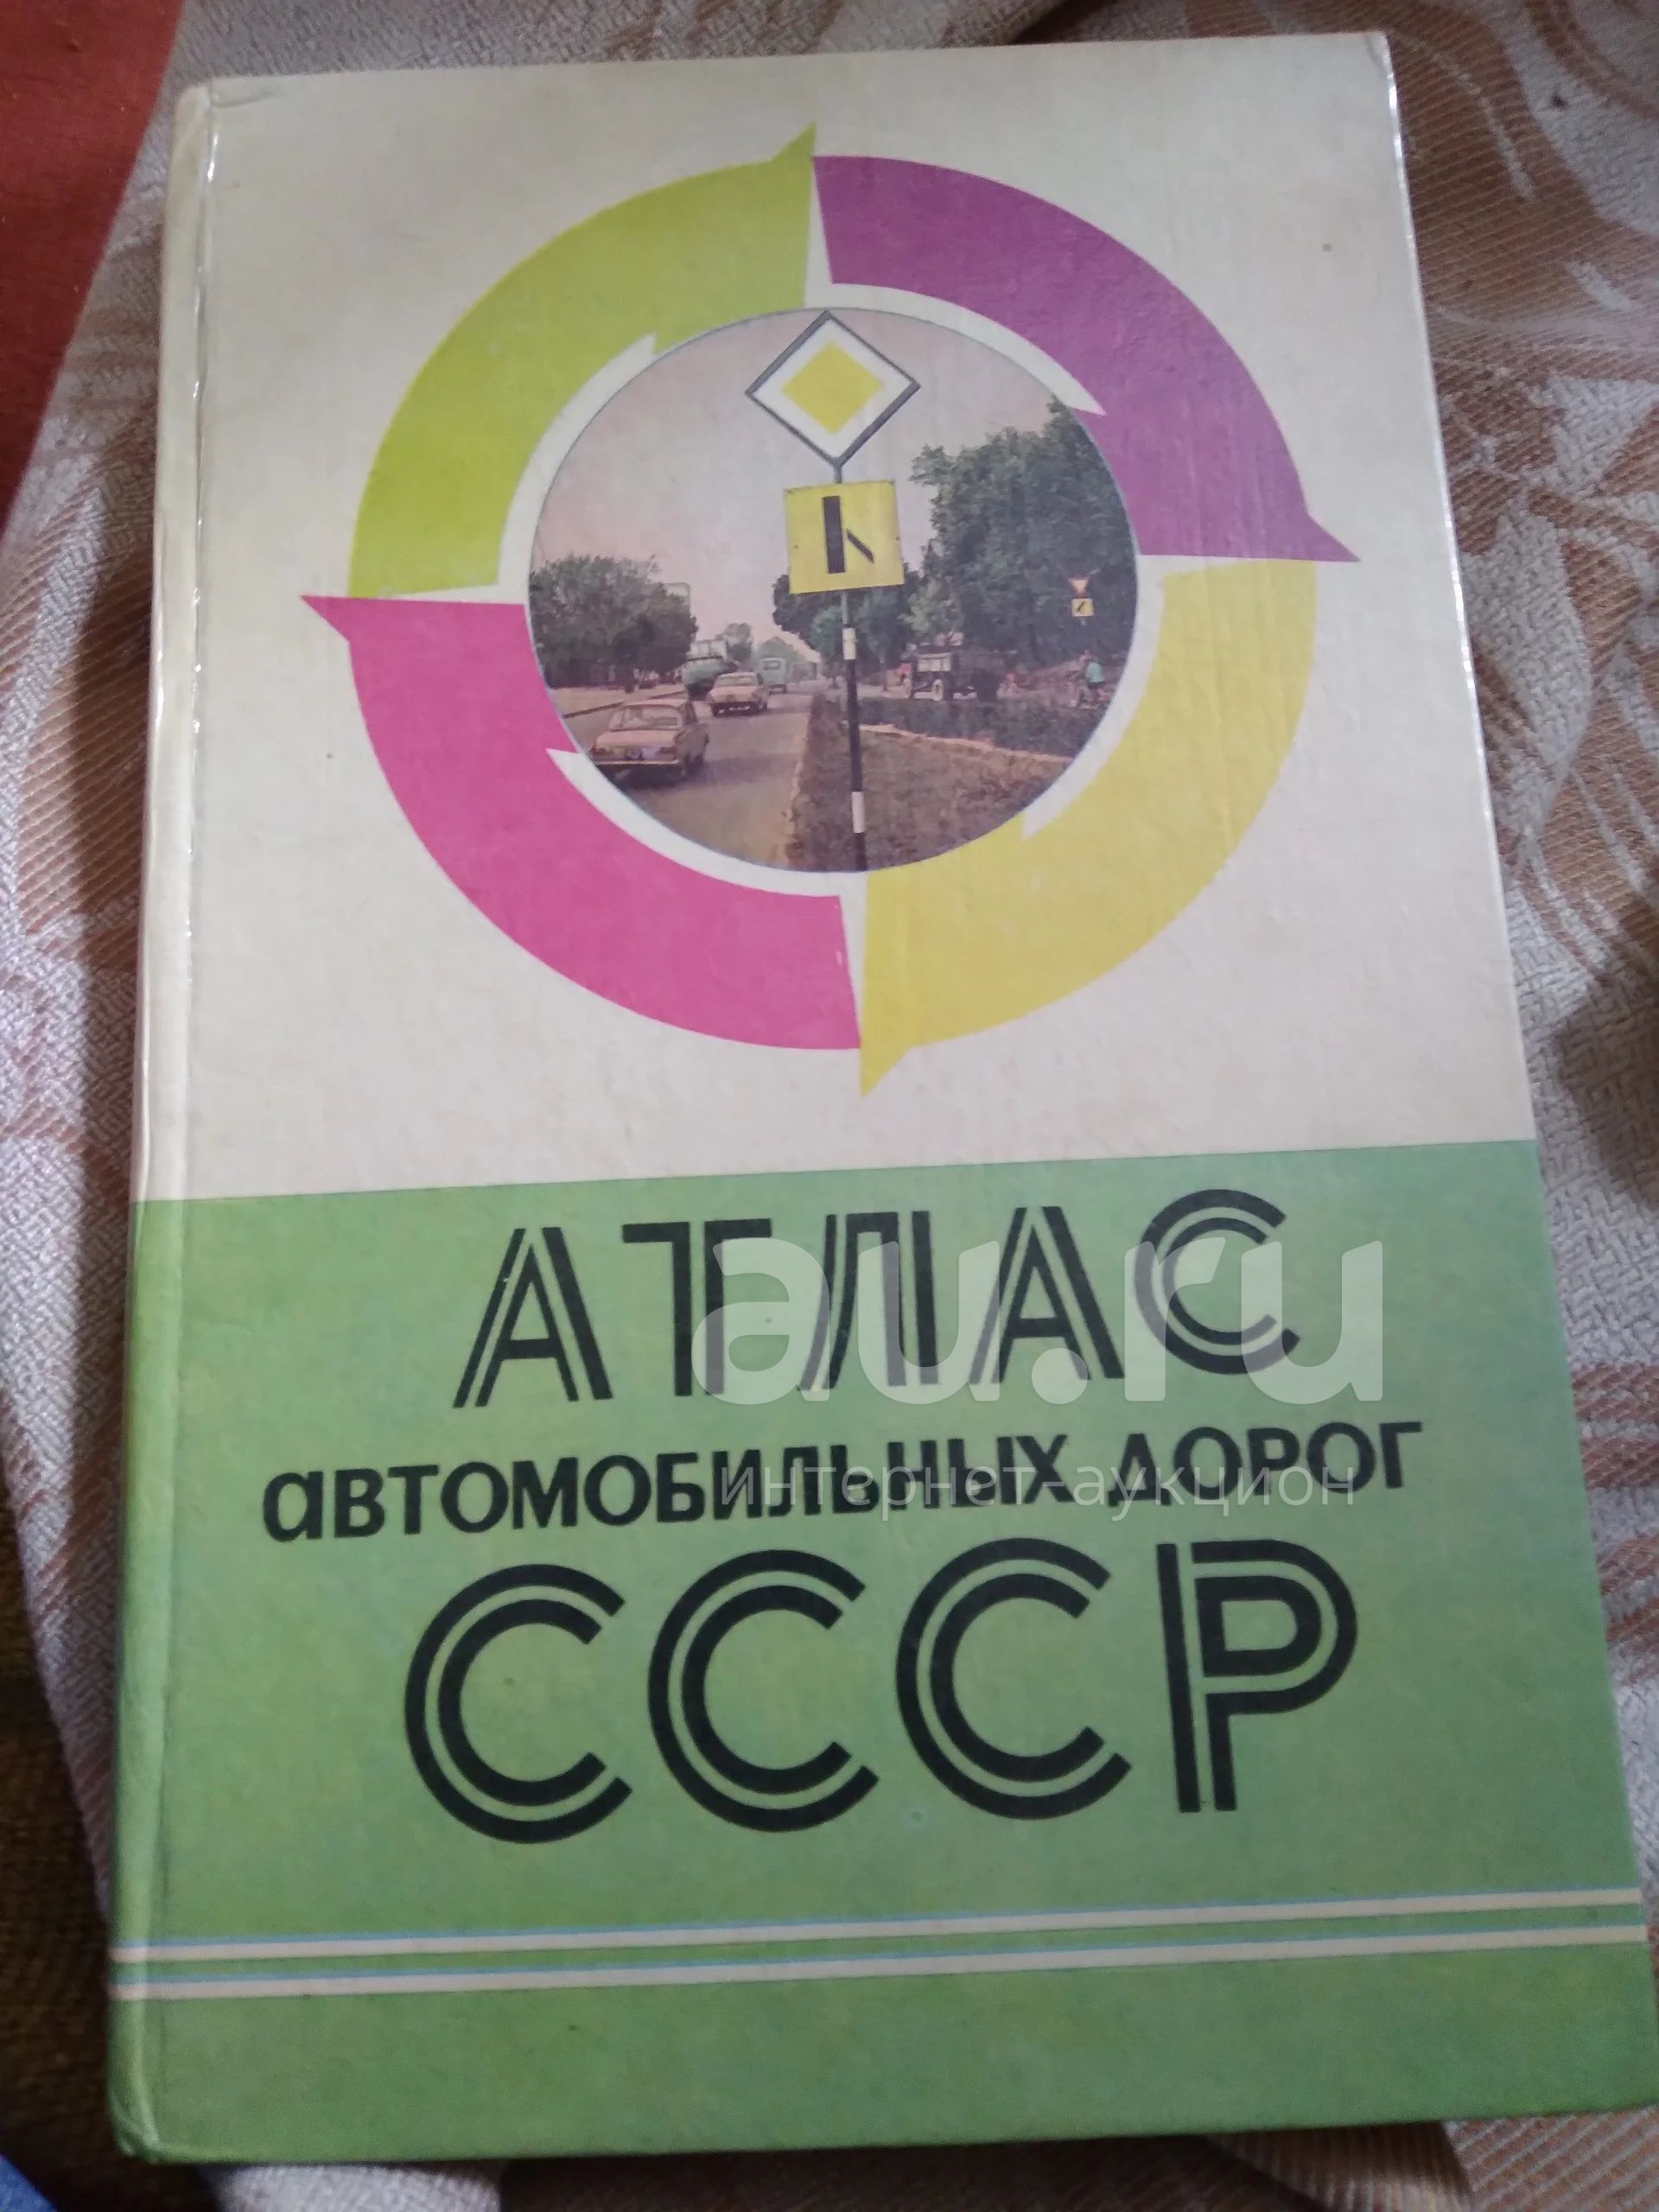 АТЛАС
автомобильных дорог
СССР
au.ru
интернет-аукцион